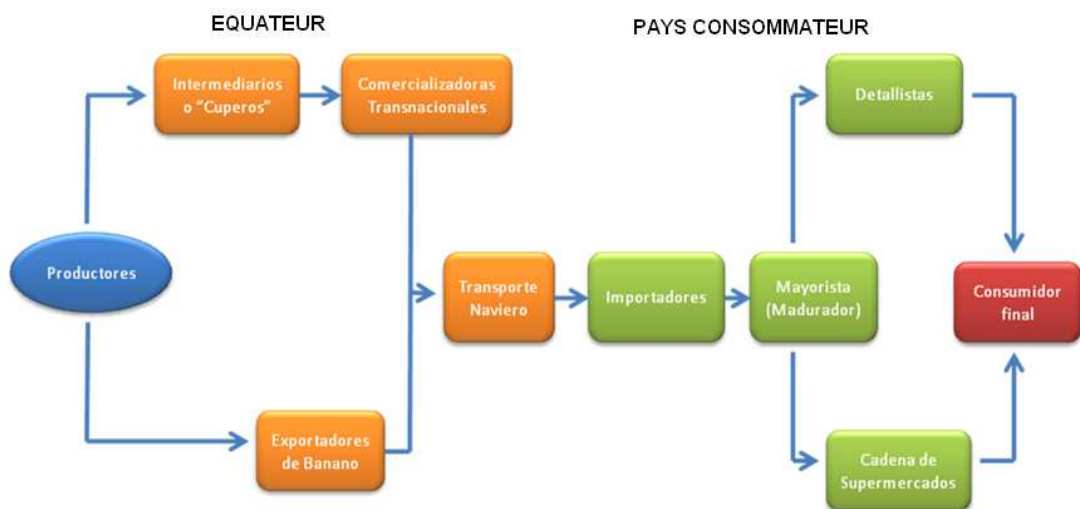 EQUATEUR
PAYS CONSOMMATEUR
Intermediarios
o “Cuperos”
Comercializadoras
Transnacionales
Detallistas
Productores
Transporte
Naviero
Importadores
Mayorista
(Madurador)
Consumidor
final
Exportadores
de Banano
Cadena de
Supermercados